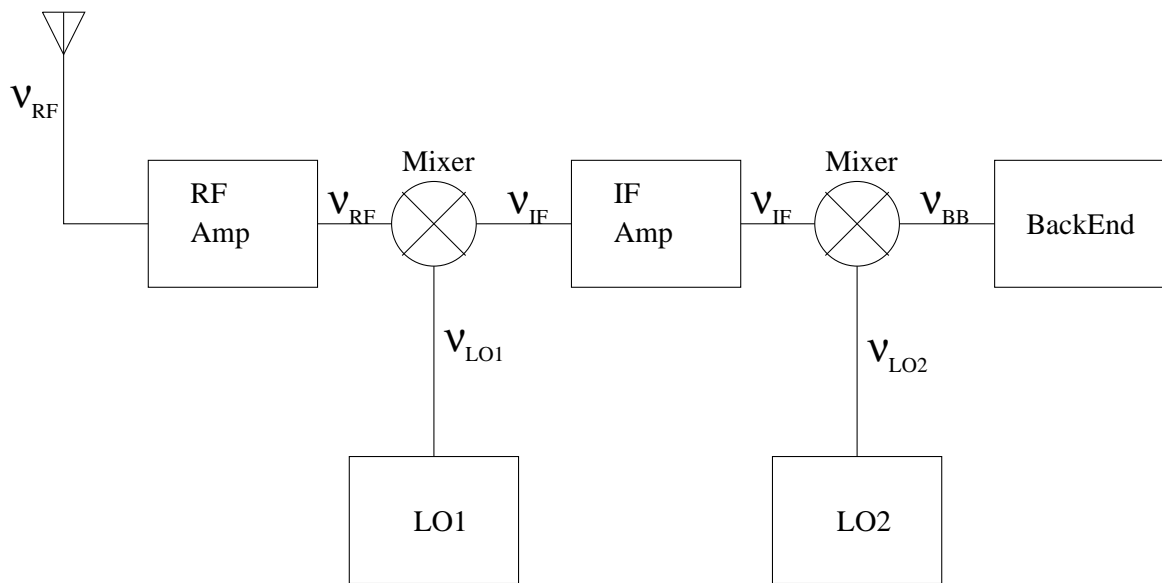 ν_RF
RF
Amp
ν_RF
Mixer
ν_IF
IF
Amp
ν_IF
Mixer
ν_BB
BackEnd
ν_LO1
ν_LO2
LO1
LO2